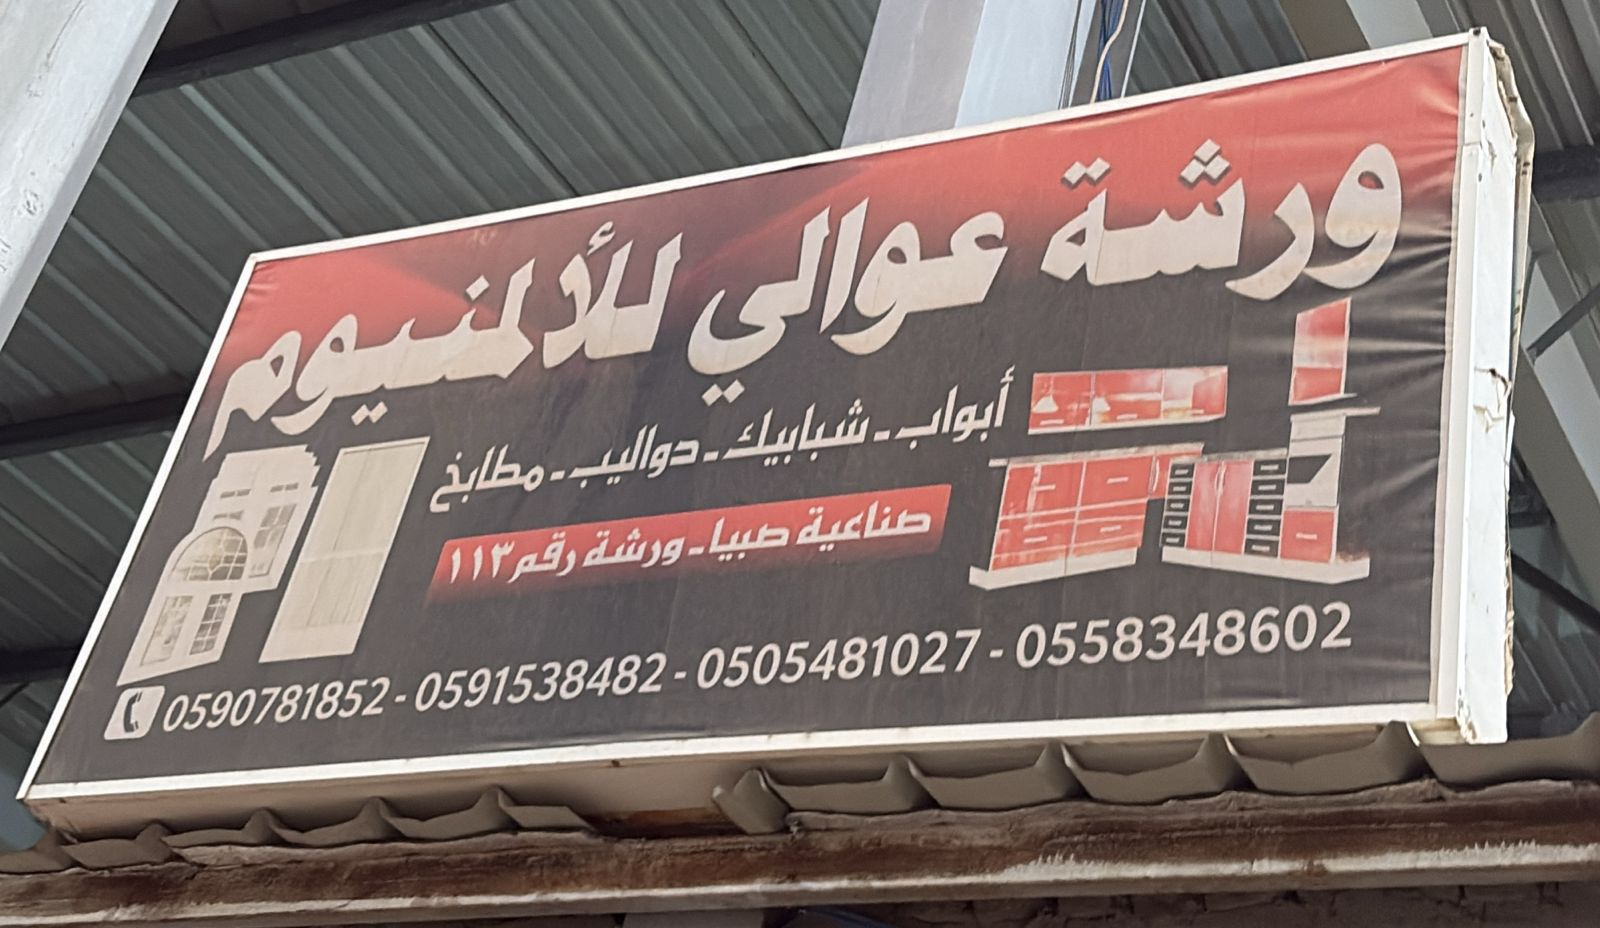 ورشة عوالي للألمنيوم
أبواب - شبابيك - دواليب - مطابخ
صناعية صبيا - ورشة رقم ١١٣
0590781852 - 0591538482 - 0505481027 - 0558348602